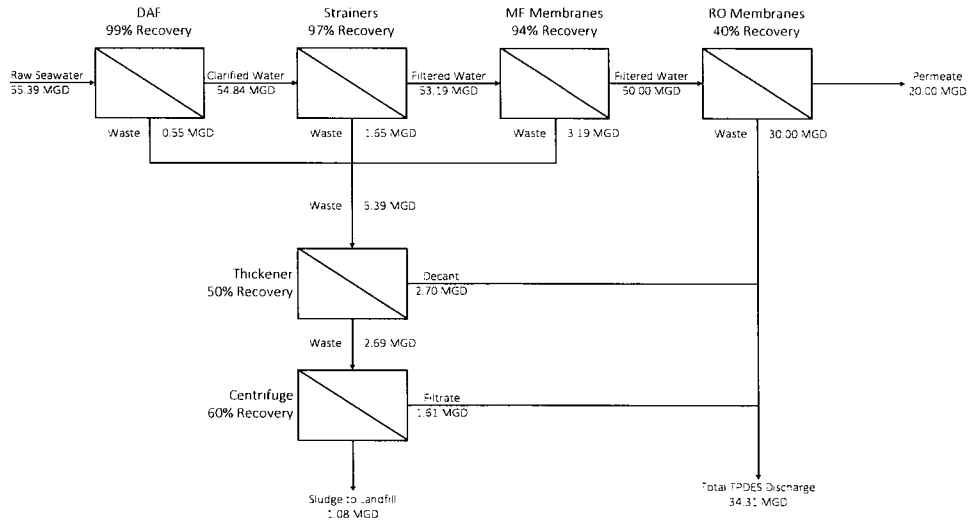 DAF
99% Recovery
Strainers
97% Recovery
MF Membranes
94% Recovery
RO Membranes
40% Recovery
Raw Seawater
55.39 MGD
Clarified Water
54.84 MGD
Filtered Water
53.19 MGD
Filtered Water
50.00 MGD
Permeate
20.00 MGD
Waste 0.55 MGD
Waste 1.65 MGD
Waste 3.19 MGD
Waste 30.00 MGD
Waste 5.39 MGD
Thickener
50% Recovery
Decant
2.70 MGD
Waste 2.69 MGD
Centrifuge
60% Recovery
Filtrate
1.61 MGD
Sludge to Landfill
1.08 MGD
Total TPDES Discharge
34.31 MGD